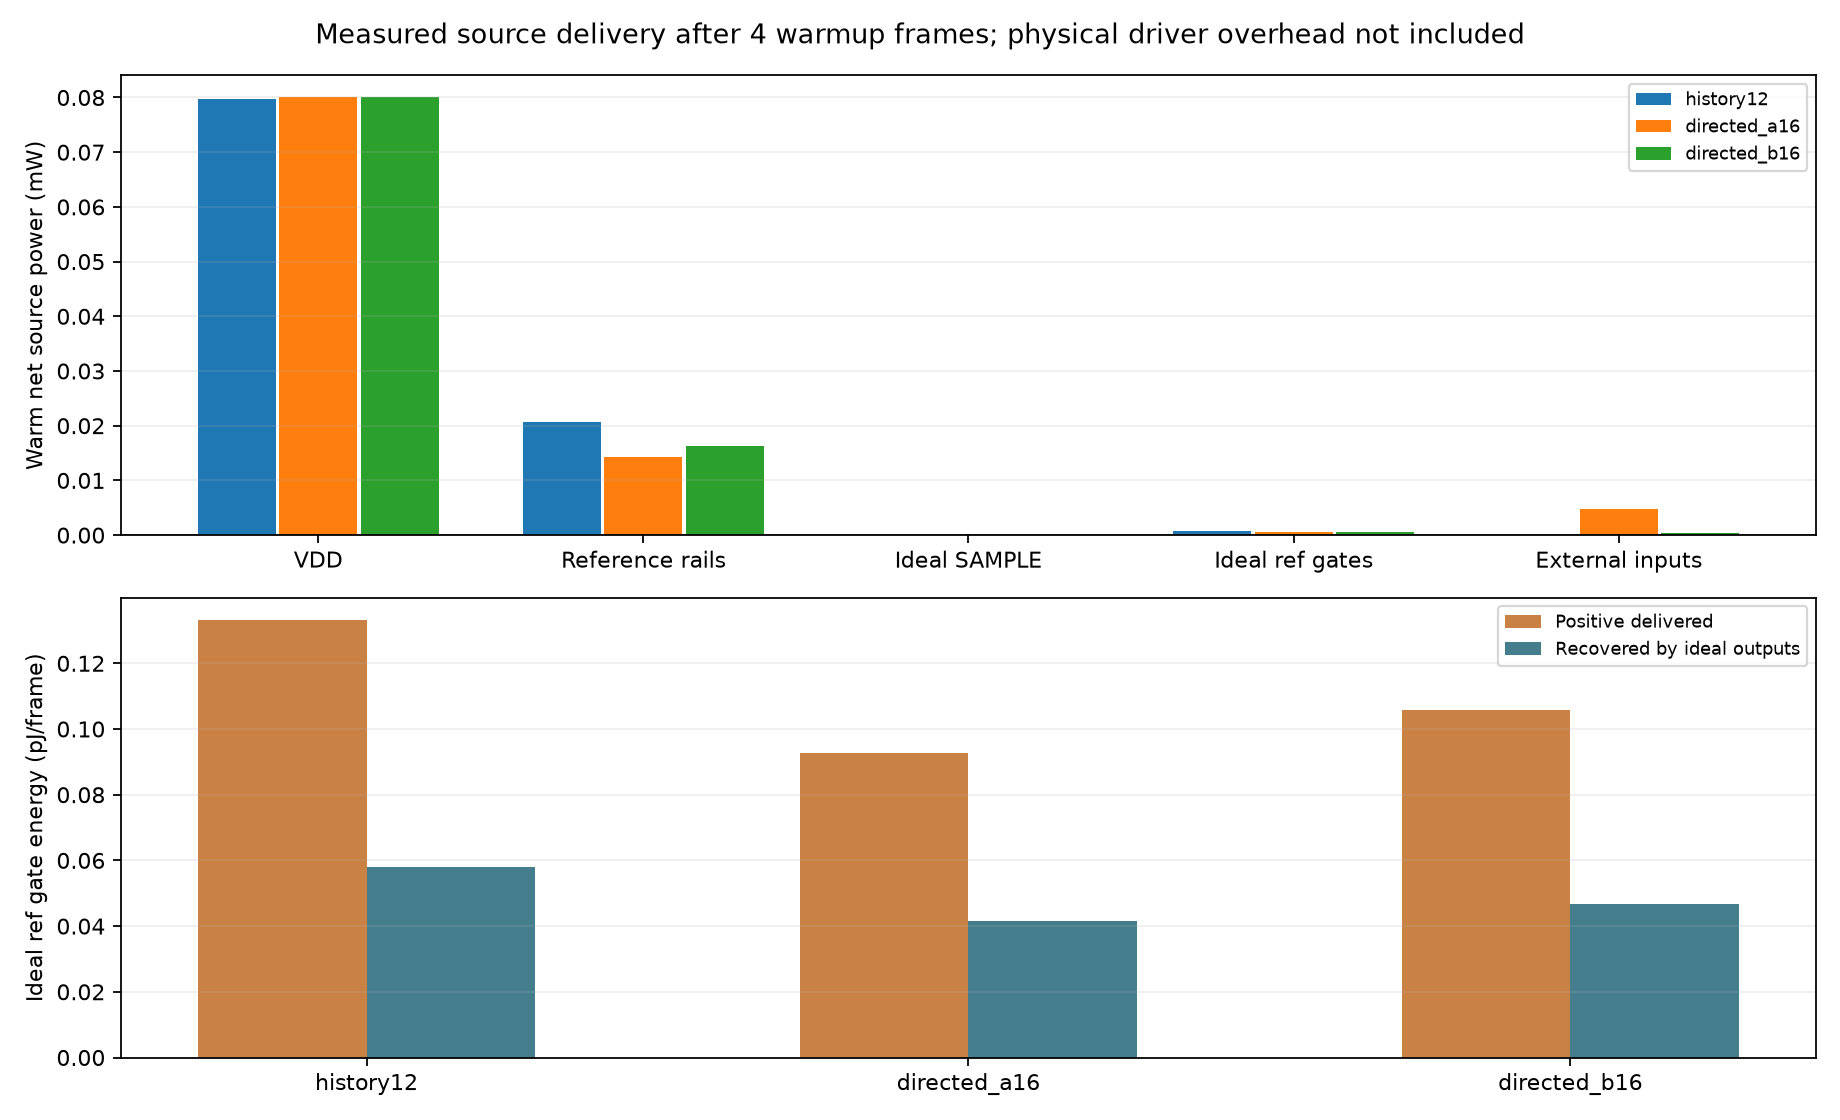 Measured source delivery after 4 warmup frames; physical driver overhead not included
Warm net source power (mW)
0.08
0.07
0.06
0.05
0.04
0.03
0.02
0.01
0.00
history12
directed_a16
directed_b16
VDD
Reference rails
Ideal SAMPLE
Ideal ref gates
External inputs
Ideal ref gate energy (pJ/frame)
0.12
0.10
0.08
0.06
0.04
0.02
0.00
Positive delivered
Recovered by ideal outputs
history12
directed_a16
directed_b16